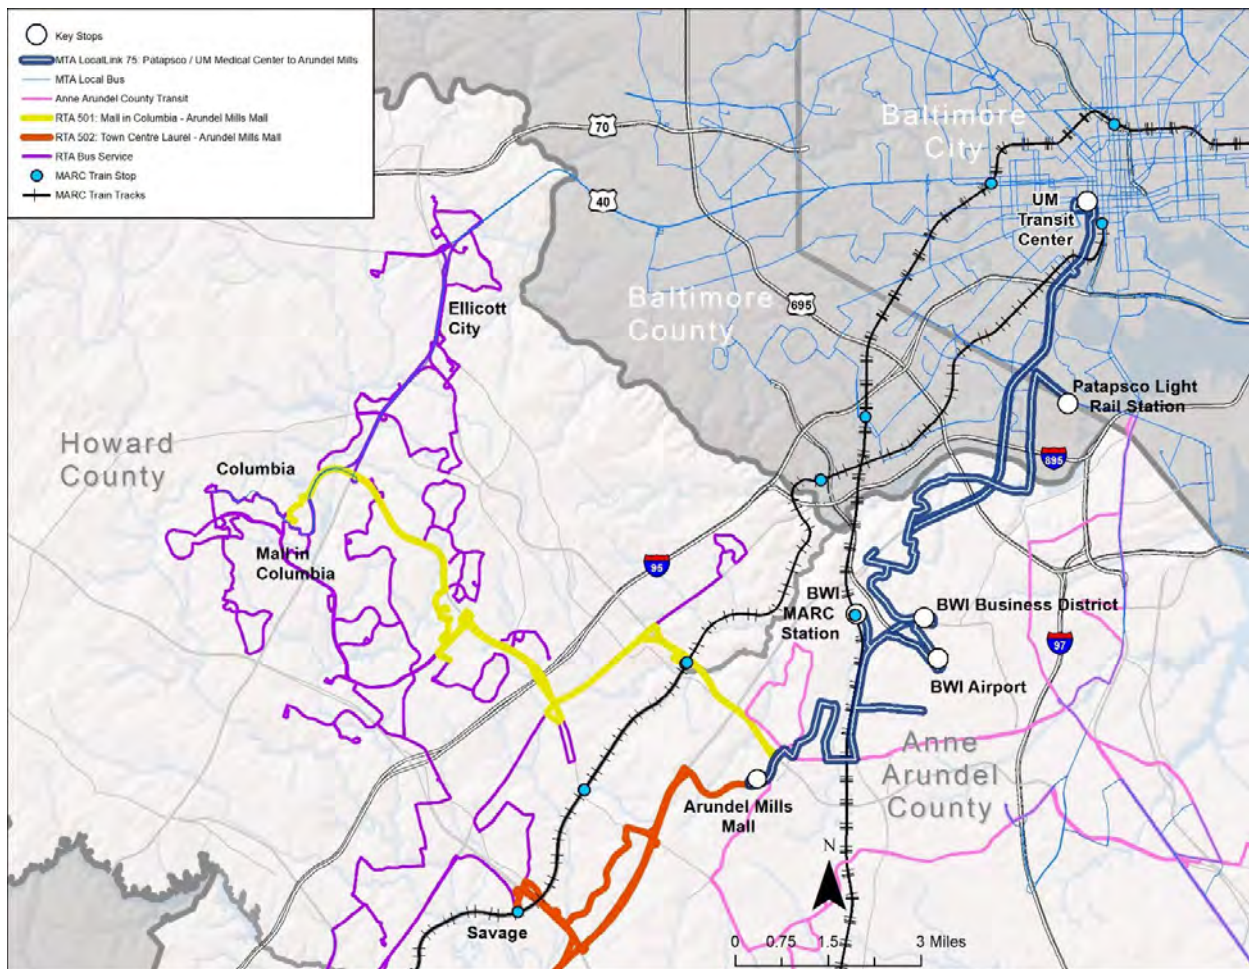 Key Stops
MTA LocalLink 75: Patapsco / UM Medical Center to Arundel Mills
MTA Local Bus
Anne Arundel County Transit
RTA 501: Mall in Columbia - Arundel Mills Mall
RTA 502: Town Centre Laurel - Arundel Mills Mall
RTA Bus Service
MARC Train Stop
MARC Train Tracks
70
Baltimore
City
40
UM
Transit
Center
Ellicott
City
Baltimore
County
695
Patapsco Light
Rail Station
Howard
County
Columbia
895
Mall in
Columbia
95
BWI
MARC
Station
BWI Business District
97
BWI Airport
Anne
Arundel
County
Arundel Mills
Mall
N
Savage
0 0.75 1.5 3 Miles